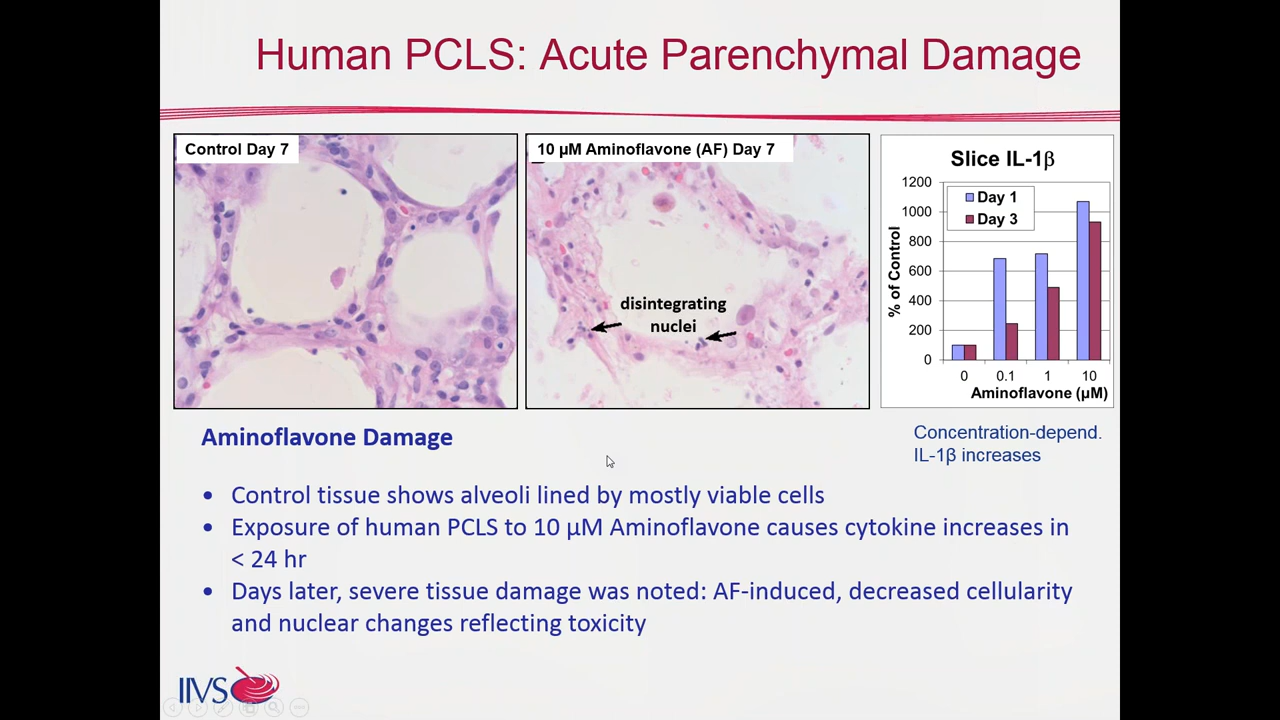 Human PCLS: Acute Parenchymal Damage
Control Day 7
10 µM Aminoflavone (AF) Day 7
disintegrating
nuclei
Slice IL-1β
1200
1000
800
600
400
200
0
% of Control
Day 1
Day 3
0 0.1 1 10
Aminoflavone (µM)
Concentration-depend.
IL-1β increases
Aminoflavone Damage
• Control tissue shows alveoli lined by mostly viable cells
• Exposure of human PCLS to 10 µM Aminoflavone causes cytokine increases in
< 24 hr
• Days later, severe tissue damage was noted: AF-induced, decreased cellularity
and nuclear changes reflecting toxicity
IIVS